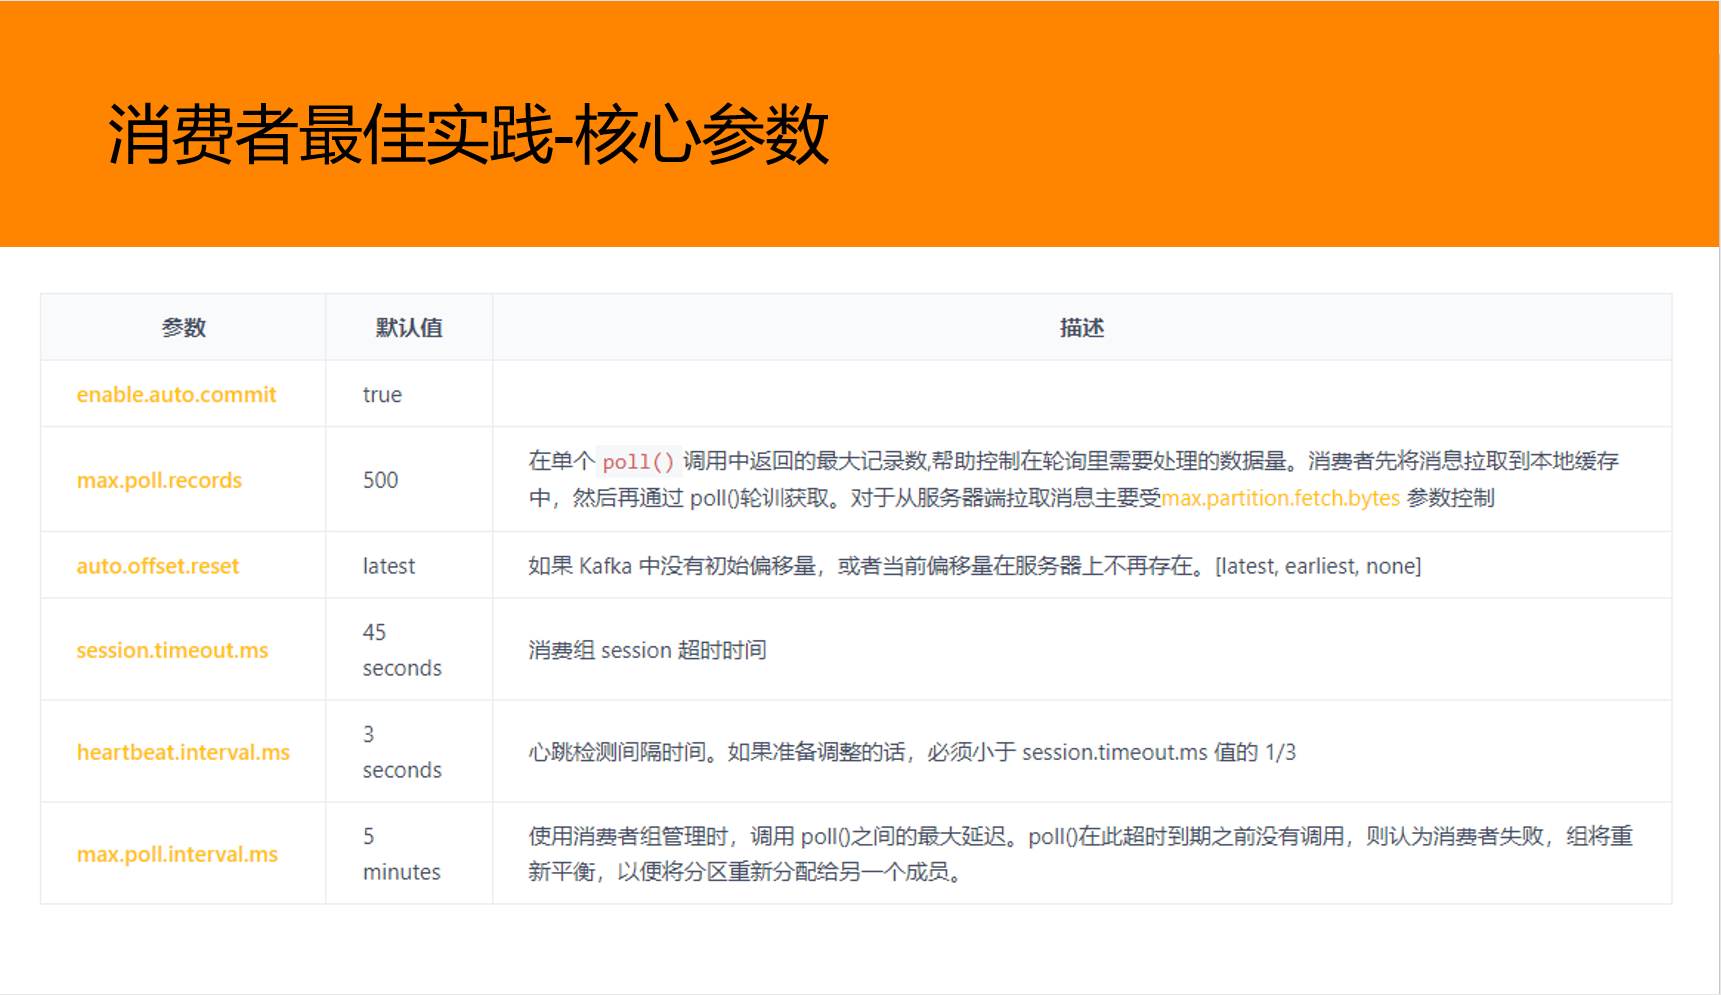 消费者最佳实践-核心参数
参数 默认值 描述
enable.auto.commit true
max.poll.records 500 在单个 poll() 调用中返回的最大记录数,帮助控制在轮询里需要处理的数据量。消费者先将消息拉取到本地缓存
中，然后再通过 poll()轮训获取。对于从服务器端拉取消息主要受max.partition.fetch.bytes 参数控制
auto.offset.reset latest 如果 Kafka 中没有初始偏移量，或者当前偏移量在服务器上不再存在。[latest, earliest, none]
session.timeout.ms 45
seconds 消费组 session 超时时间
heartbeat.interval.ms 3
seconds 心跳检测间隔时间。如果准备调整的话，必须小于 session.timeout.ms 值的 1/3
max.poll.interval.ms 5
minutes 使用消费者组管理时，调用 poll()之间的最大延迟。poll()在此超时到期之前没有调用，则认为消费者失败，组将重
新平衡，以便将分区重新分配给另一个成员。